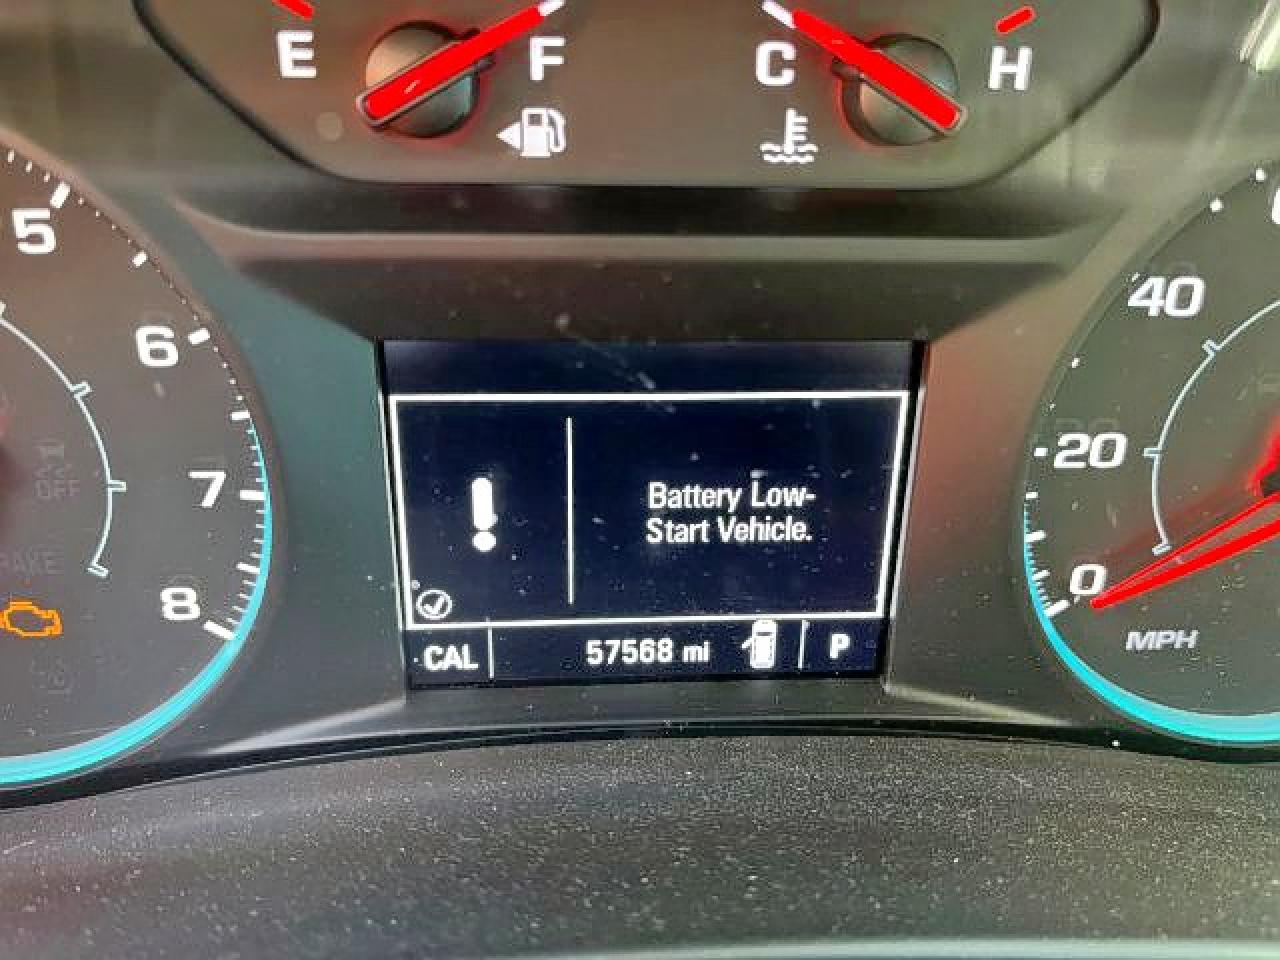 E F C H
5
6
7
8
OFF
Battery Low-
Start Vehicle.
CAL 57568 mi P
40
20
0
MPH